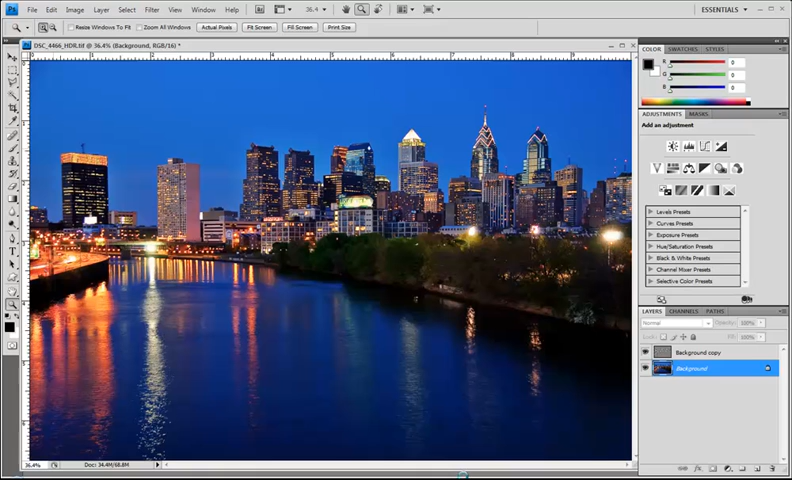 Ps File Edit Image Layer Select Filter View Window Help Br 36.4 ESSENTIALS
Resize Windows To Fit Zoom All Windows Actual Pixels Fit Screen Fill Screen Print Size
DSC_4466_HDR.tif @ 36.4% (Background, RGB/16) *
COLOR SWATCHES STYLES
R 0
G 0
B 0
ADJUSTMENTS MASKS
Add an adjustment
Levels Presets
Curves Presets
Exposure Presets
Hue/Saturation Presets
Black & White Presets
Channel Mixer Presets
Selective Color Presets
LAYERS CHANNELS PATHS
Normal Opacity: 100%
Lock: Fill: 100%
Background copy
Background
36.4% Doc: 34.4M/68.8M